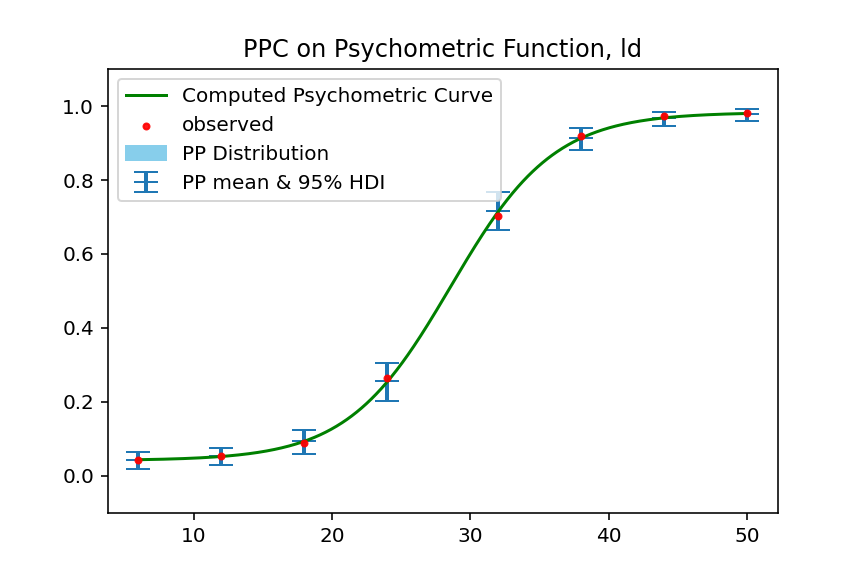 PPC on Psychometric Function, ld
Computed Psychometric Curve
observed
PP Distribution
PP mean & 95% HDI
1.0
0.8
0.6
0.4
0.2
0.0
10 20 30 40 50